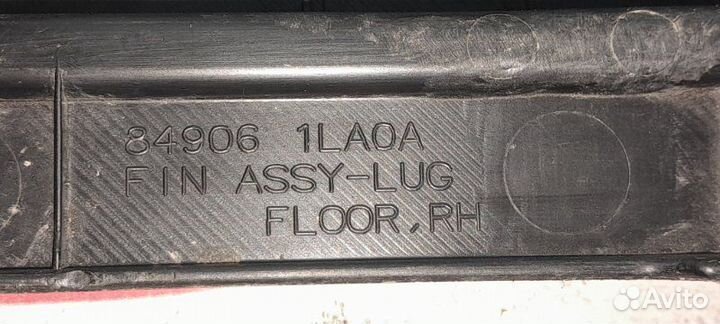 84906 1LA0A
FIN ASSY-LUG
FLOOR, RH
Avito